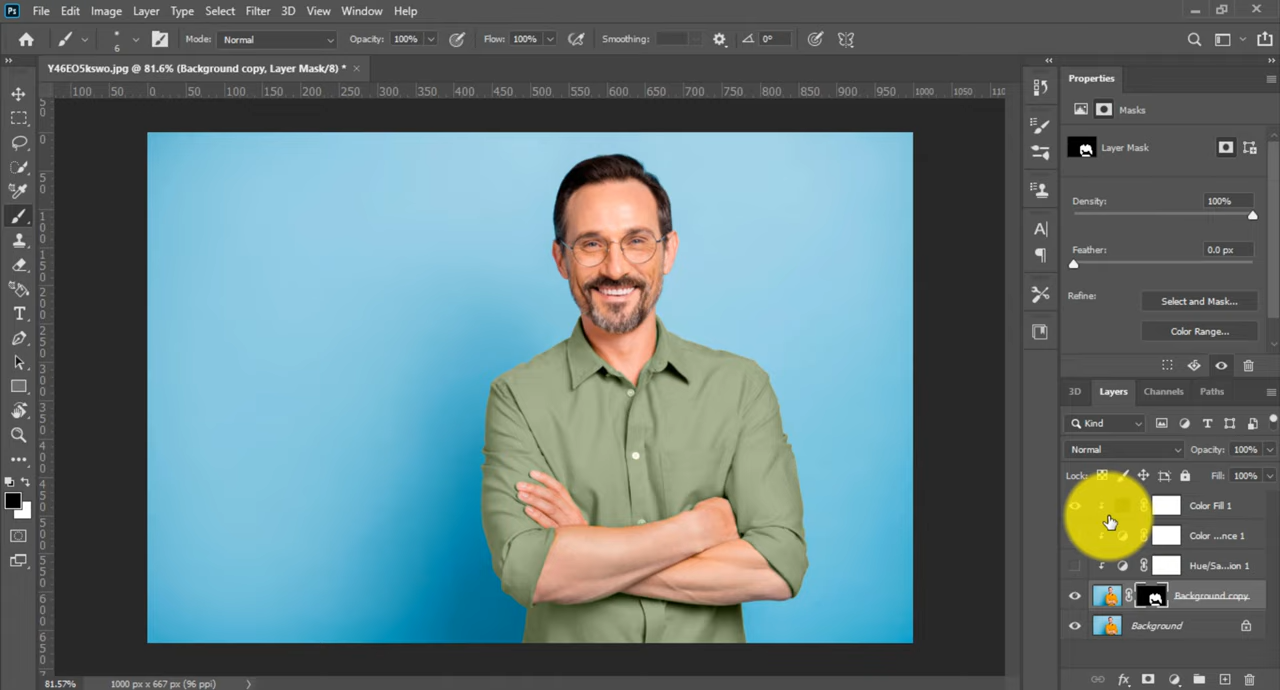 Ps File Edit Image Layer Type Select Filter 3D View Window Help
6 Mode: Normal Opacity: 100% Flow: 100% Smoothing: 0°
Y46EO5kswo.jpg @ 81.6% (Background copy, Layer Mask/8) * ×
100 50 0 50 100 150 200 250 300 350 400 450 500 550 600 650 700 750 800 850 900 950 1000 1050 110
Properties
Masks
Layer Mask
Density: 100%
Feather: 0.0 px
Refine: Select and Mask...
Color Range...
3D Layers Channels Paths
Kind
Normal Opacity: 100%
Lock: Fill: 100%
Color Fill 1
Color ...nce 1
Hue/Sa...ion 1
Background copy
Background
fx
81.57% 1000 px x 667 px (96 ppi)